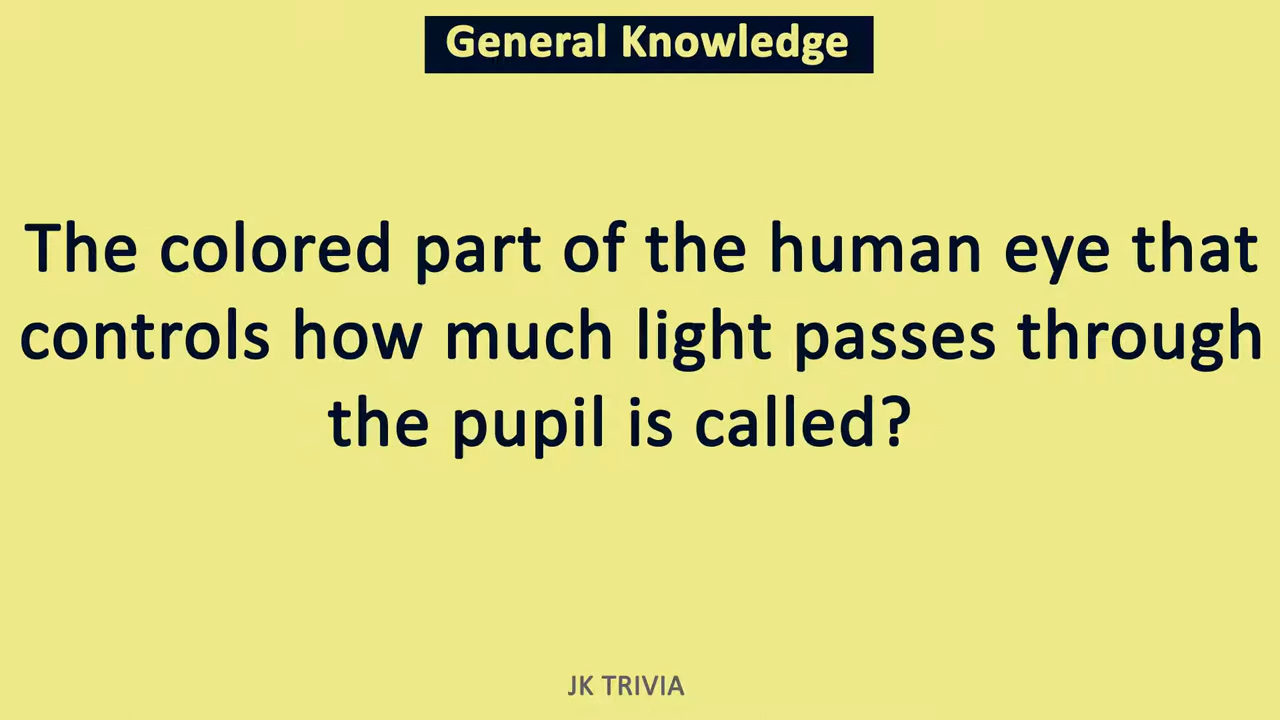 General Knowledge
The colored part of the human eye that
controls how much light passes through
the pupil is called?
JK TRIVIA